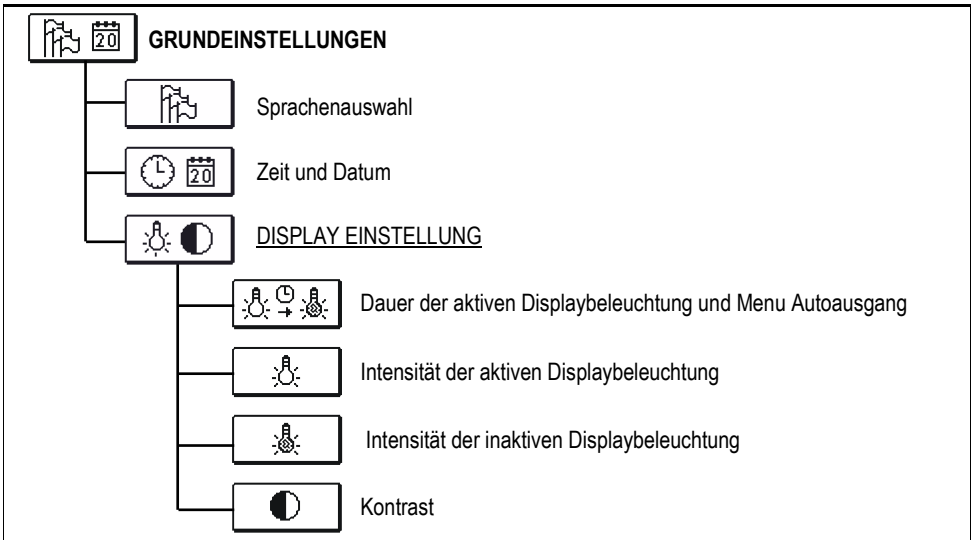 20 GRUNDEINSTELLUNGEN
Sprachenauswahl
20 Zeit und Datum
DISPLAY EINSTELLUNG
Dauer der aktiven Displaybeleuchtung und Menu Autoausgang
Intensität der aktiven Displaybeleuchtung
Intensität der inaktiven Displaybeleuchtung
Kontrast